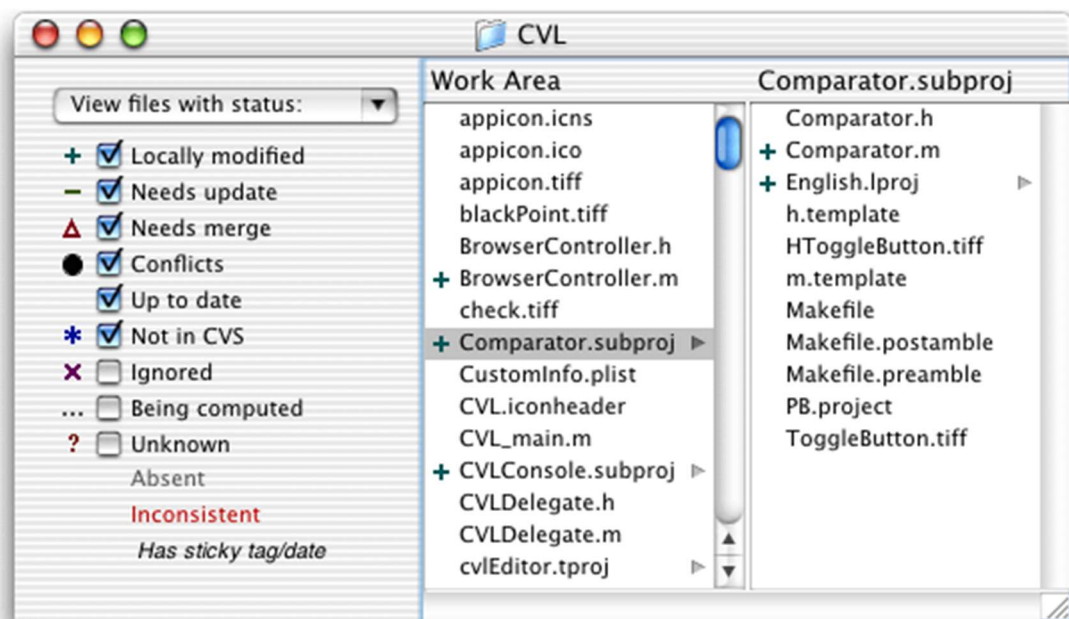 CVL
View files with status:
+ Locally modified
− Needs update
Δ Needs merge
● Conflicts
Up to date
* Not in CVS
× Ignored
... Being computed
? Unknown
Absent
Inconsistent
Has sticky tag/date
Work Area
appicon.icns
appicon.ico
appicon.tiff
blackPoint.tiff
BrowserController.h
+ BrowserController.m
check.tiff
+ Comparator.subproj
CustomInfo.plist
CVL.iconheader
CVL_main.m
+ CVLConsole.subproj
CVLDelegate.h
CVLDelegate.m
cvlEditor.tproj
Comparator.subproj
Comparator.h
+ Comparator.m
+ English.lproj
h.template
HToggleButton.tiff
m.template
Makefile
Makefile.postamble
Makefile.preamble
PB.project
ToggleButton.tiff